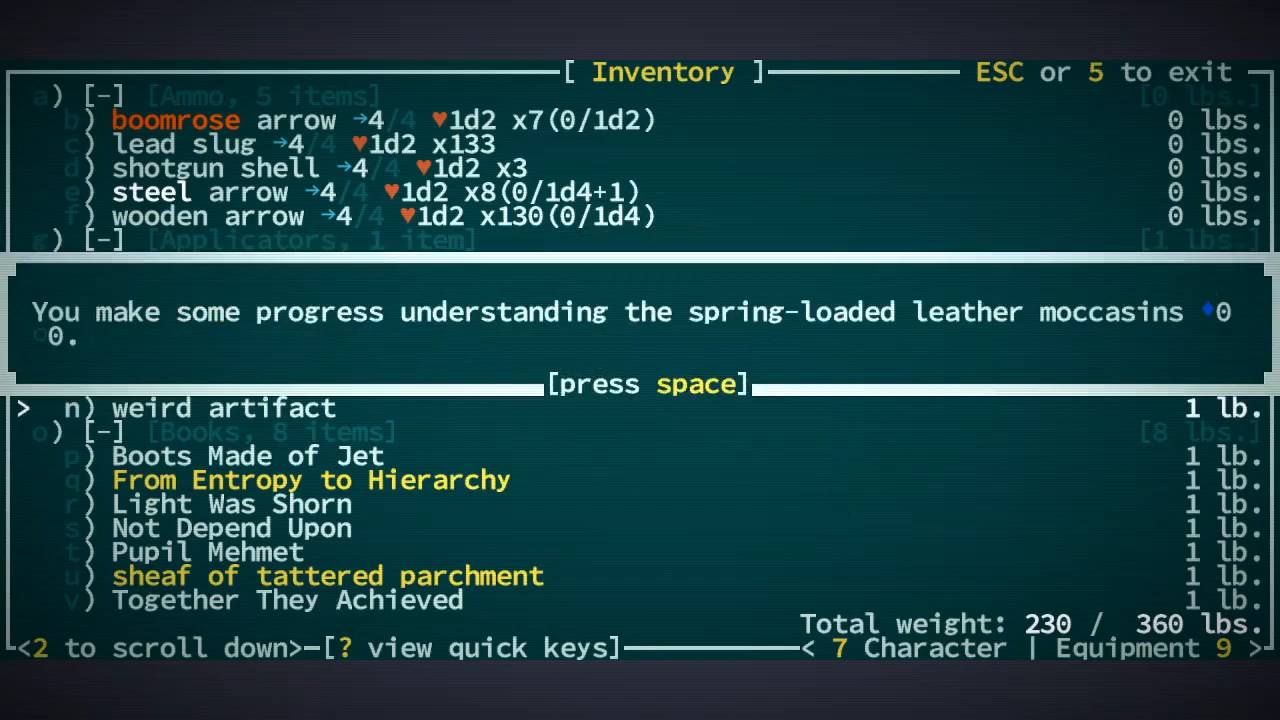 [ Inventory ] ESC or 5 to exit
a) [-] [Ammo, 5 items] [0 lbs.]
b) boomrose arrow →4/4 ♥1d2 x7(0/1d2) 0 lbs.
c) lead slug →4/4 ♥1d2 x133 0 lbs.
d) shotgun shell →4/4 ♥1d2 x3 0 lbs.
e) steel arrow →4/4 ♥1d2 x8(0/1d4+1) 0 lbs.
f) wooden arrow →4/4 ♥1d2 x130(0/1d4) 0 lbs.
g) [-] [Applicators, 1 item] [1 lbs.]
You make some progress understanding the spring-loaded leather moccasins ♦0
○0.
[press space]
> n) weird artifact 1 lb.
o) [-] [Books, 8 items] [8 lbs.]
p) Boots Made of Jet 1 lb.
q) From Entropy to Hierarchy 1 lb.
r) Light Was Shorn 1 lb.
s) Not Depend Upon 1 lb.
t) Pupil Mehmet 1 lb.
u) sheaf of tattered parchment 1 lb.
v) Together They Achieved 1 lb.
Total weight: 230 / 360 lbs.
<2 to scroll down> [? view quick keys] < 7 Character | Equipment 9 >